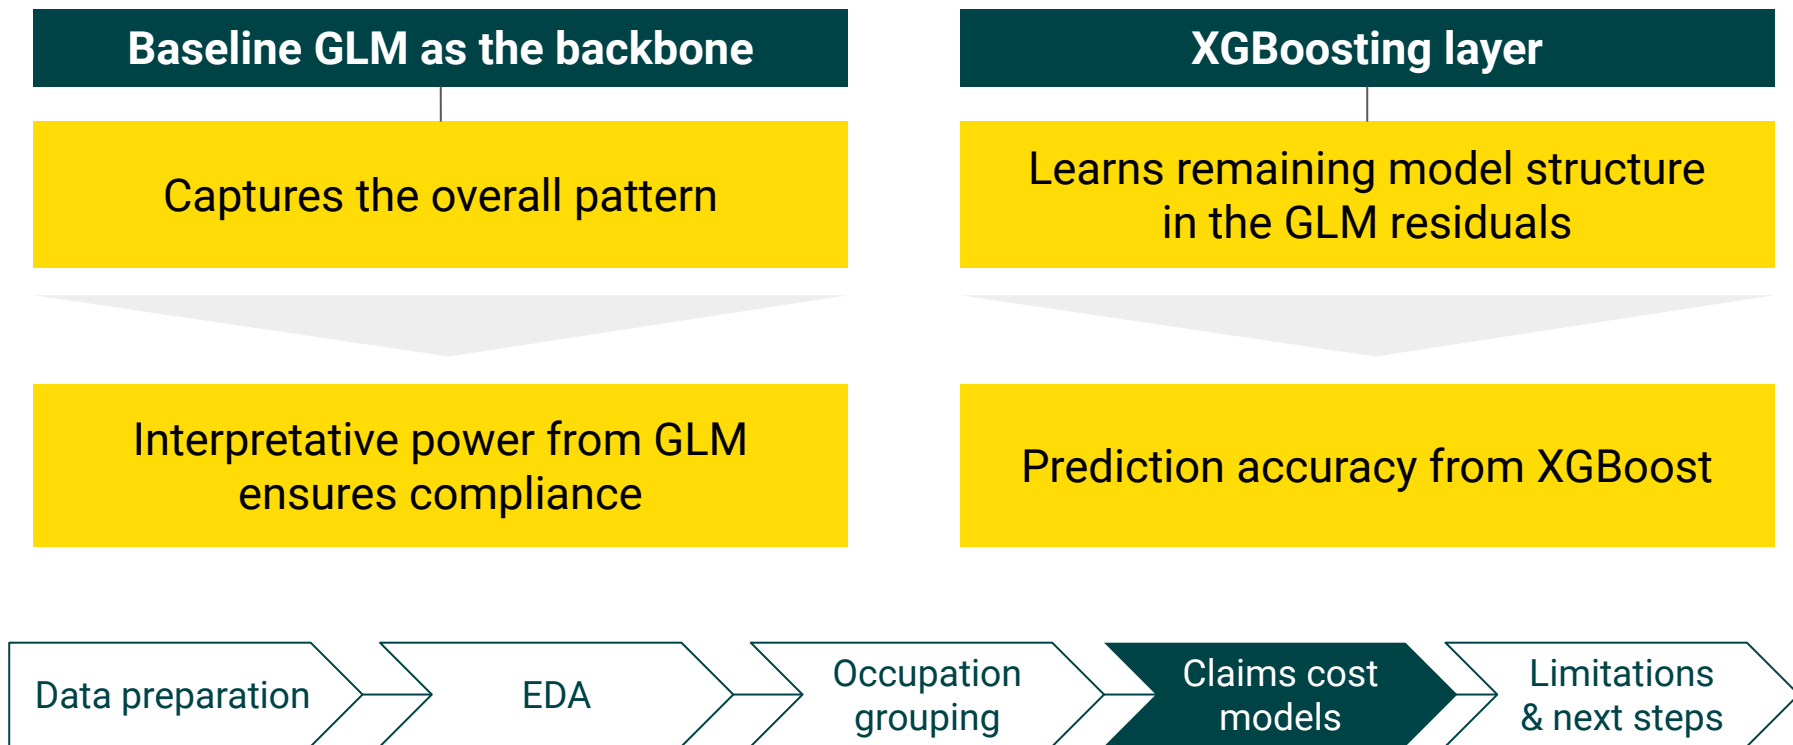 Baseline GLM as the backbone
Captures the overall pattern
Interpretative power from GLM
ensures compliance
XGBoosting layer
Learns remaining model structure
in the GLM residuals
Prediction accuracy from XGBoost
Data preparation
EDA
Occupation
grouping
Claims cost
models
Limitations
& next steps